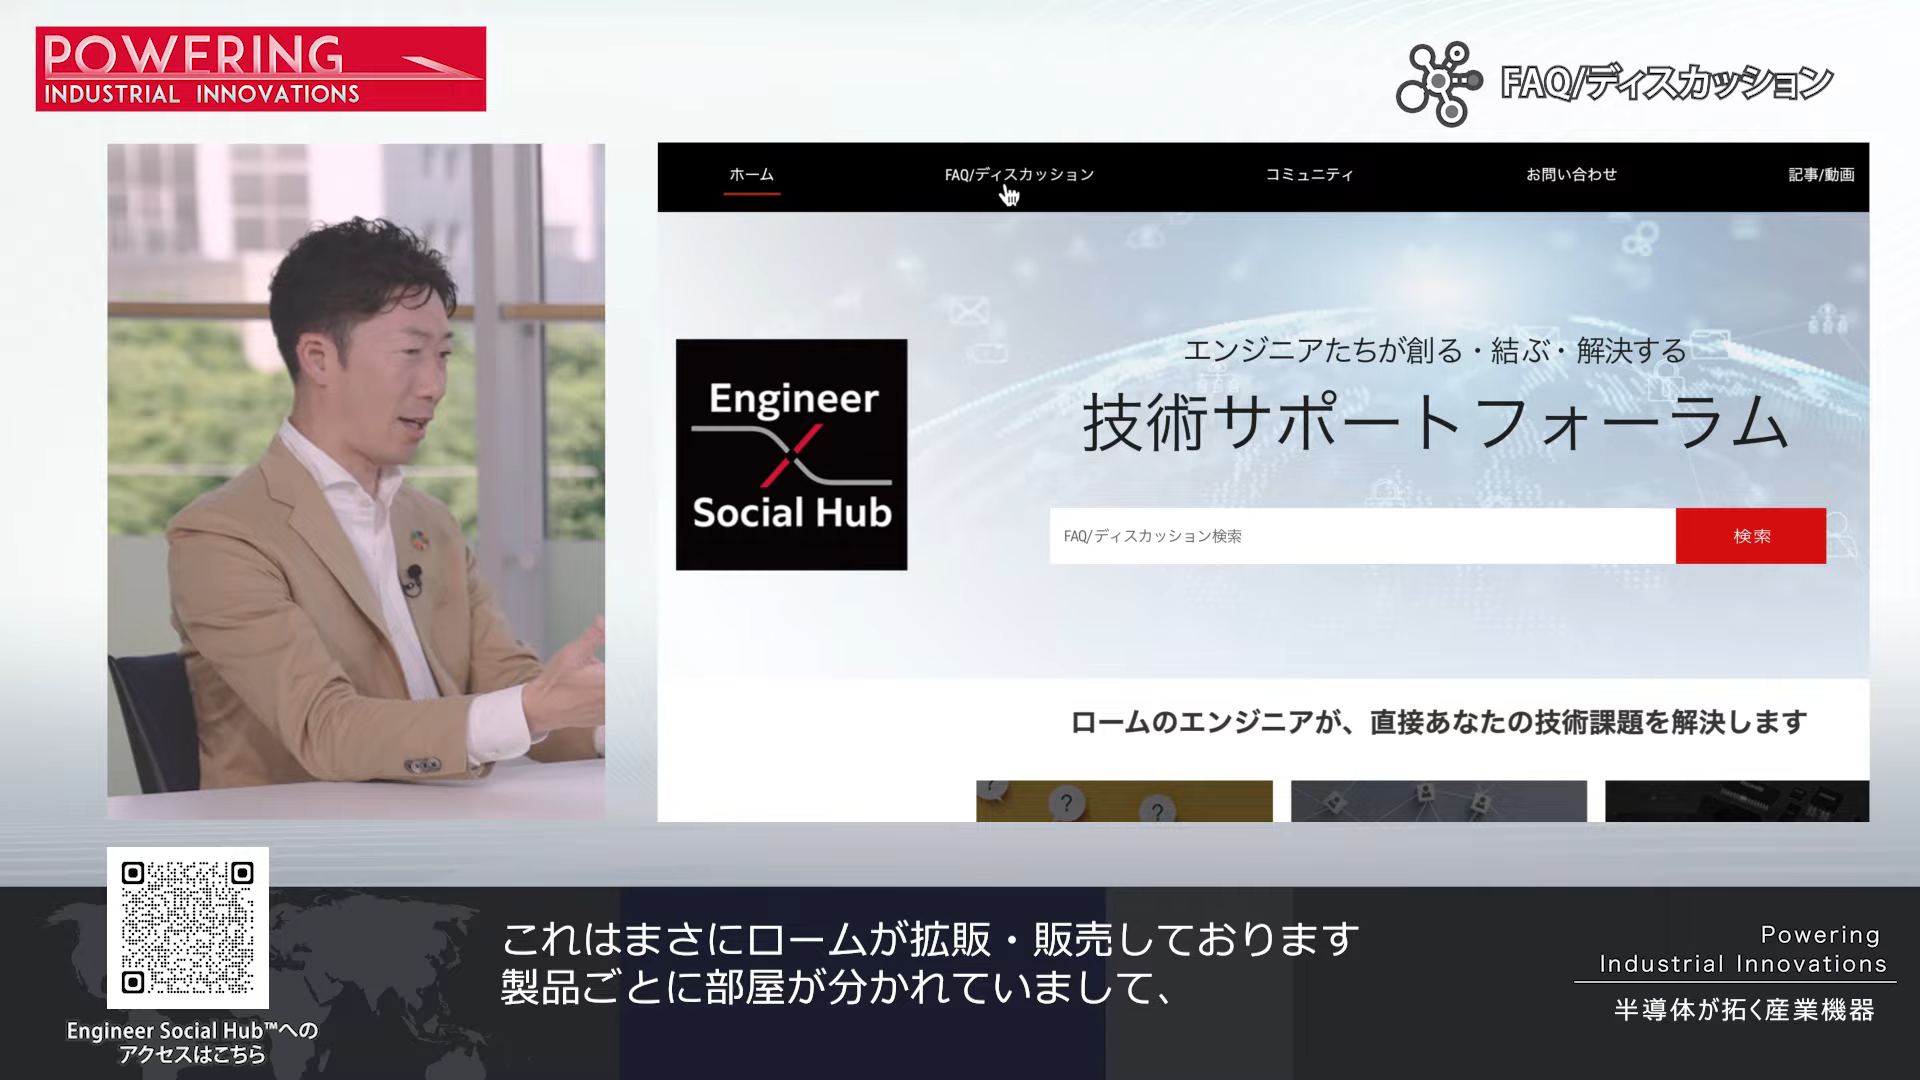 POWERING
INDUSTRIAL INNOVATIONS
FAQ/ディスカッション
ホーム
FAQ/ディスカッション
コミュニティ
お問い合わせ
記事/動画
Engineer
Social Hub
エンジニアたちが創る・結ぶ・解決する
技術サポートフォーラム
FAQ/ディスカッション検索
検索
ロームのエンジニアが、直接あなたの技術課題を解決します
?
?
?
これはまさにロームが拡販・販売しております
製品ごとに部屋が分かれていまして、
Engineer Social Hub™への
アクセスはこちら
Powering
Industrial Innovations
半導体が拓く産業機器